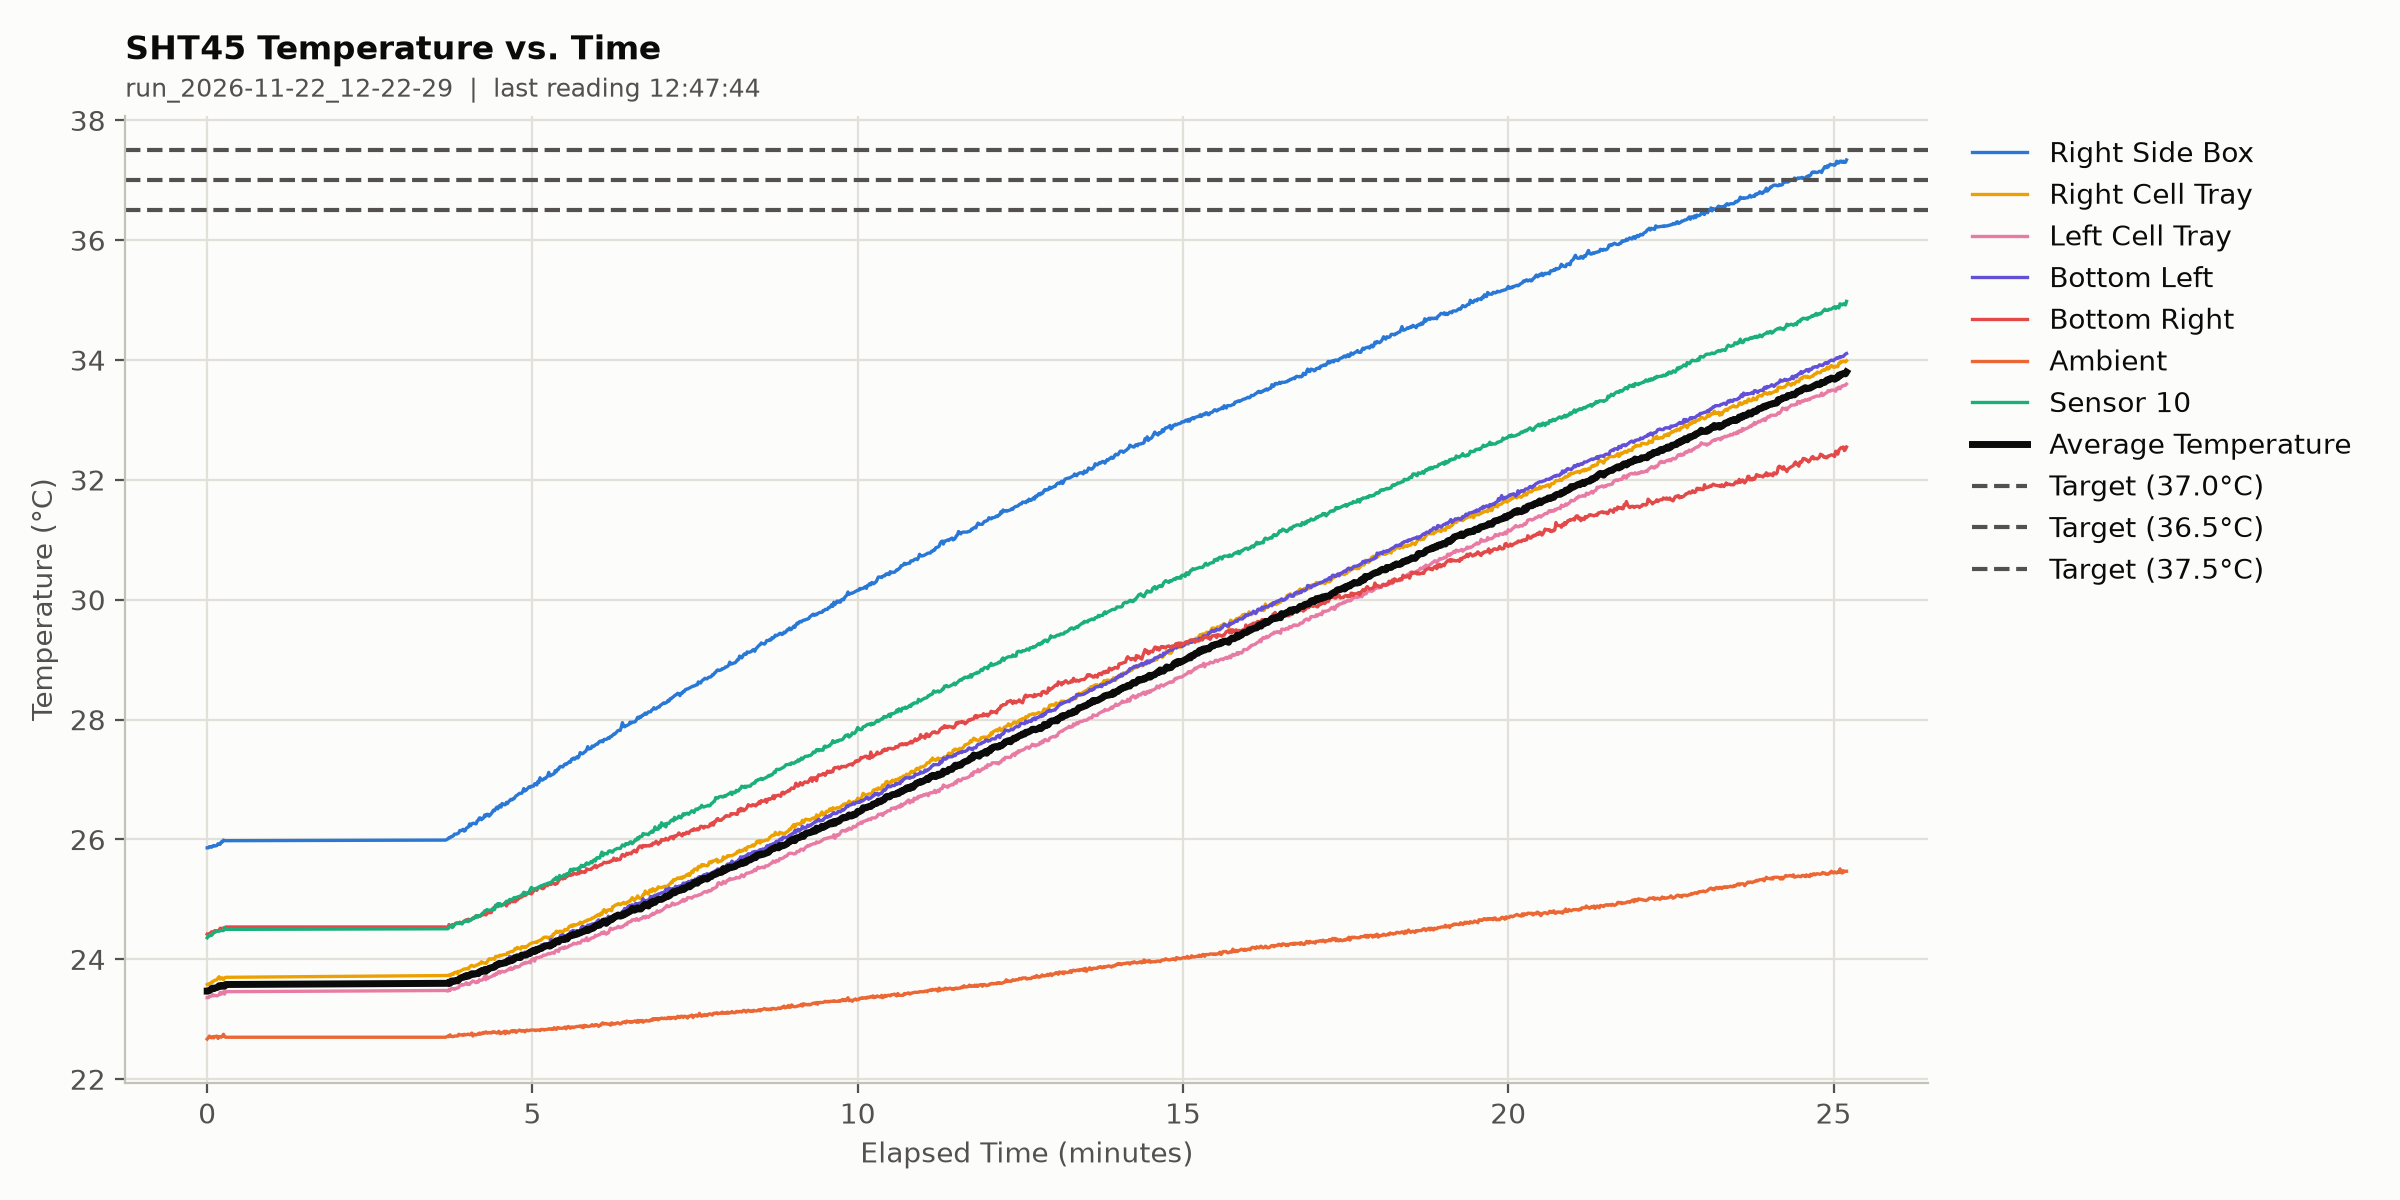 SHT45 Temperature vs. Time
run_2026-11-22_12-22-29  |  last reading 12:47:44
38
36
34
32
30
28
26
24
22
Temperature (°C)
0
5
10
15
20
25
Elapsed Time (minutes)
Right Side Box
Right Cell Tray
Left Cell Tray
Bottom Left
Bottom Right
Ambient
Sensor 10
Average Temperature
Target (37.0°C)
Target (36.5°C)
Target (37.5°C)